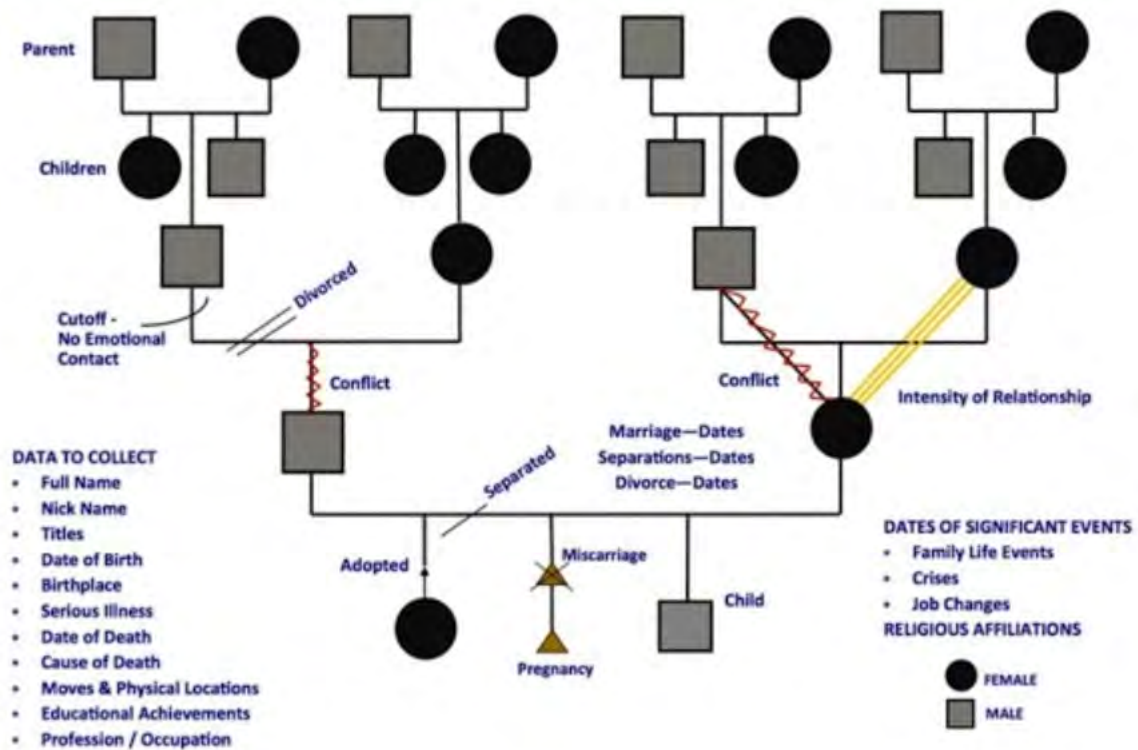 Parent
Children
Cutoff -
No Emotional
Contact
Divorced
Conflict
Conflict
Intensity of Relationship
Marriage—Dates
Separations—Dates
Divorce—Dates
Separated
Adopted
Miscarriage
Child
Pregnancy
DATA TO COLLECT
• Full Name
• Nick Name
• Titles
• Date of Birth
• Birthplace
• Serious Illness
• Date of Death
• Cause of Death
• Moves & Physical Locations
• Educational Achievements
• Profession / Occupation
DATES OF SIGNIFICANT EVENTS
• Family Life Events
• Crises
• Job Changes
RELIGIOUS AFFILIATIONS
FEMALE
MALE